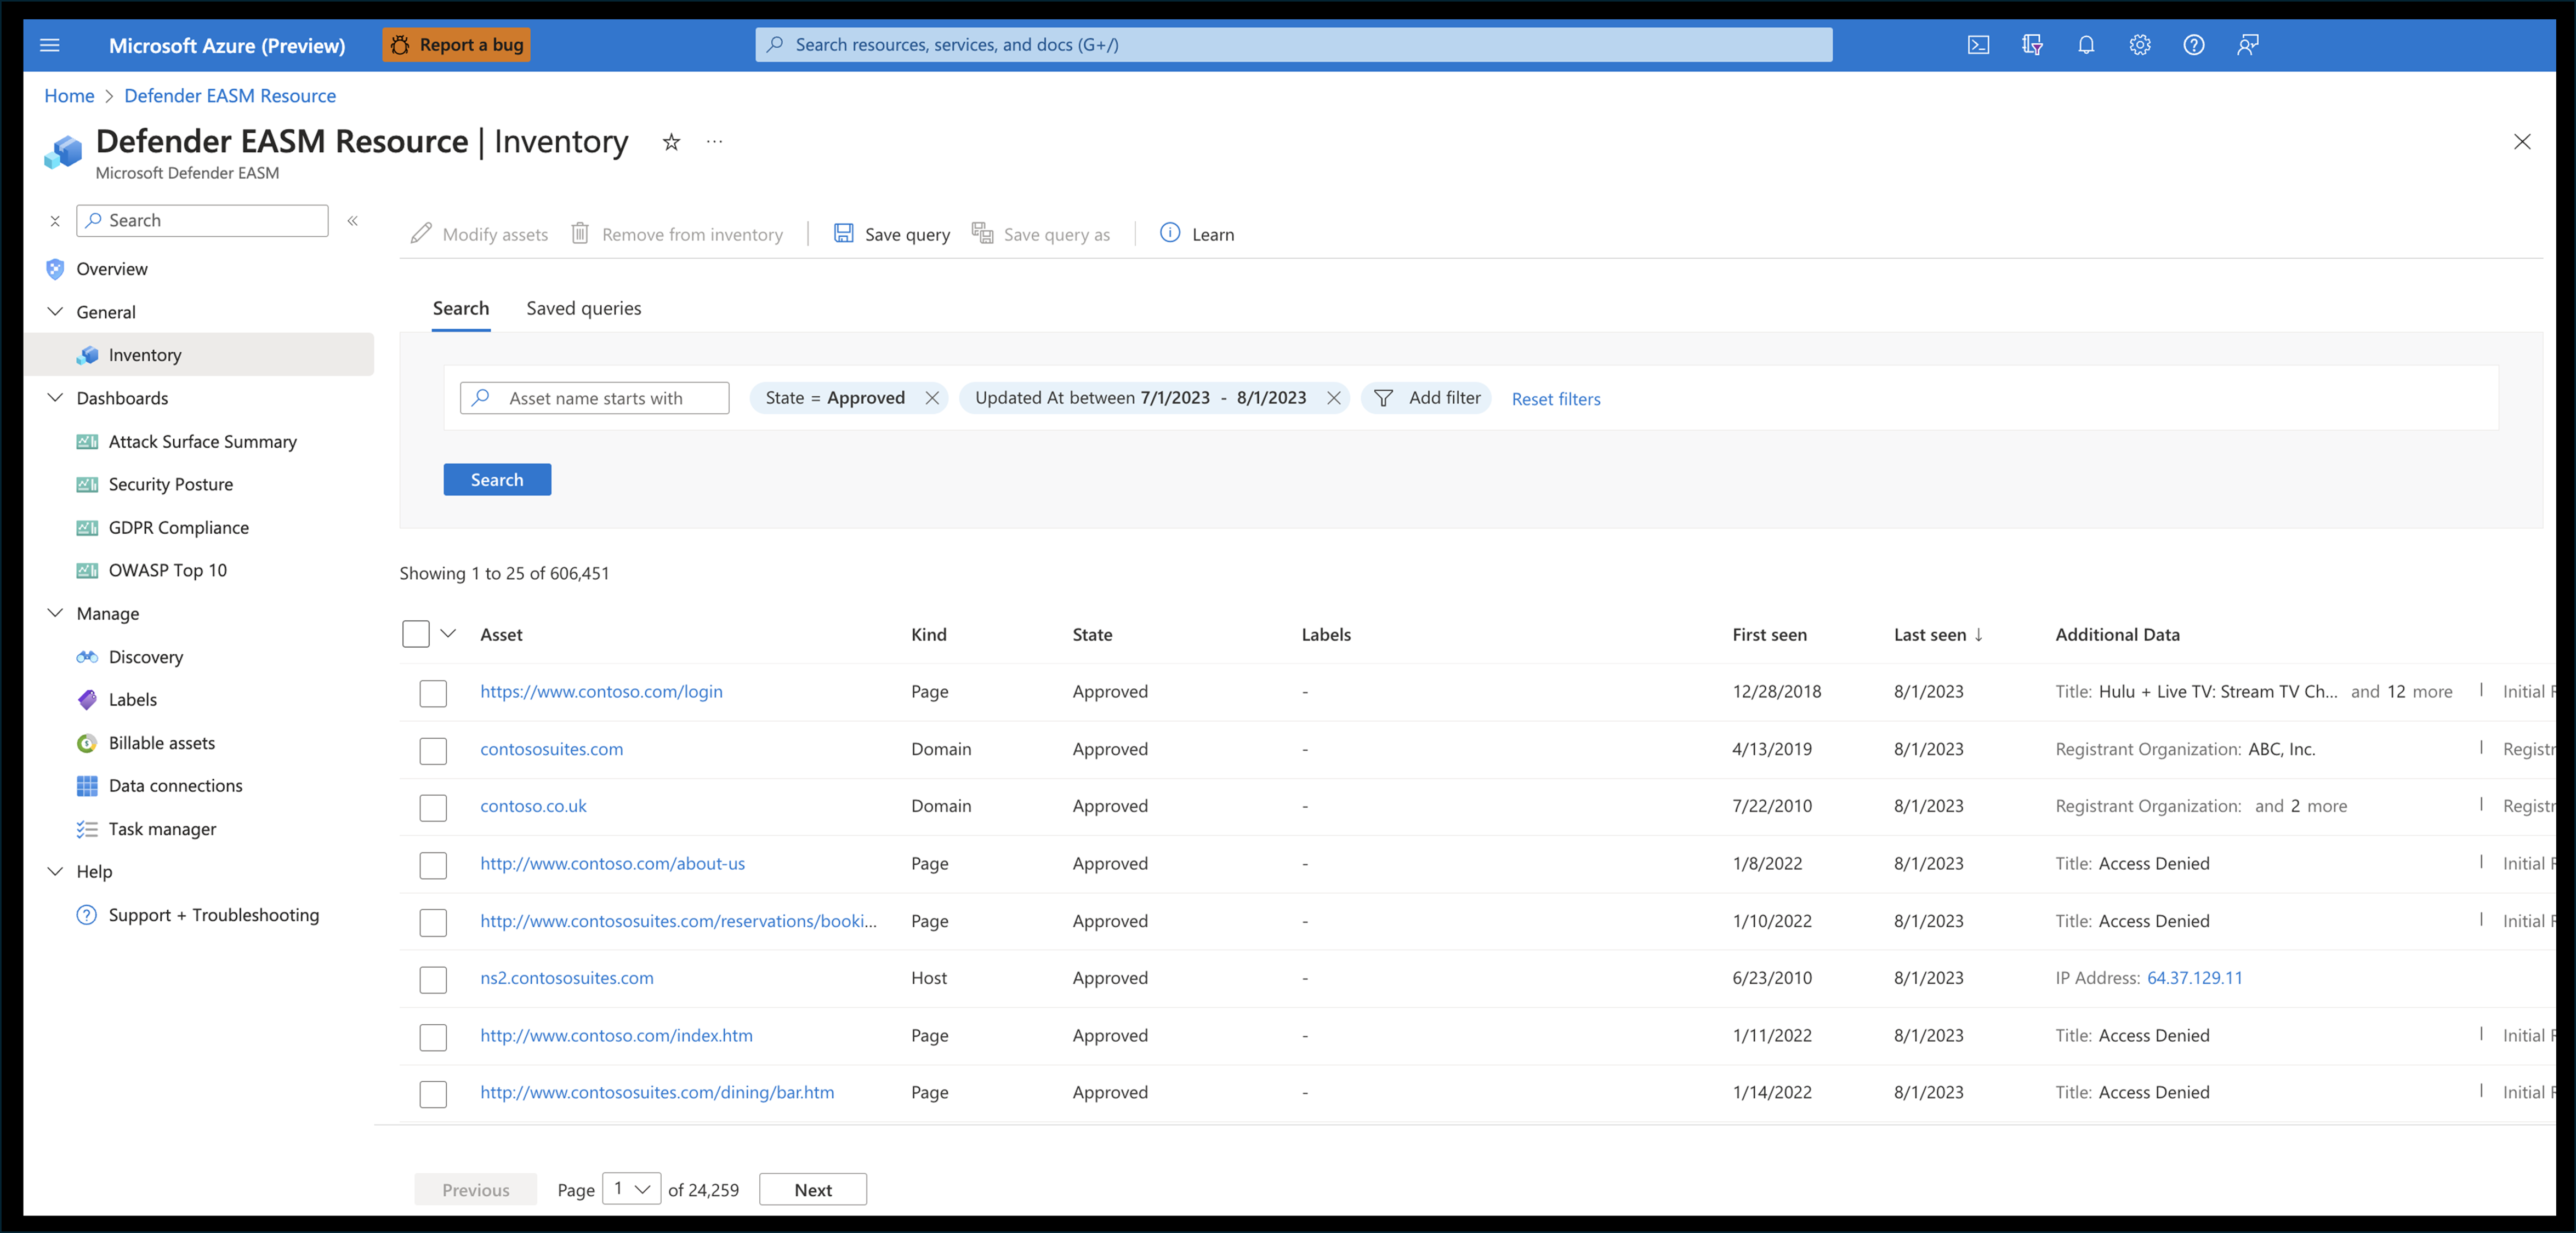 Microsoft Azure (Preview)
Report a bug
Search resources, services, and docs (G+/)
Home > Defender EASM Resource
Defender EASM Resource | Inventory
Microsoft Defender EASM
Search
Overview
General
Inventory
Dashboards
Attack Surface Summary
Security Posture
GDPR Compliance
OWASP Top 10
Manage
Discovery
Labels
Billable assets
Data connections
Task manager
Help
Support + Troubleshooting
Modify assets Remove from inventory Save query Save query as Learn
Search Saved queries
Asset name starts with State = Approved Updated At between 7/1/2023 - 8/1/2023 Add filter Reset filters
Search
Showing 1 to 25 of 606,451
Asset Kind State Labels First seen Last seen ↓ Additional Data
https://www.contoso.com/login Page Approved - 12/28/2018 8/1/2023 Title: Hulu + Live TV: Stream TV Ch... and 12 more | Initial
contososuites.com Domain Approved - 4/13/2019 8/1/2023 Registrant Organization: ABC, Inc. | Registr
contoso.co.uk Domain Approved - 7/22/2010 8/1/2023 Registrant Organization: and 2 more | Registr
http://www.contoso.com/about-us Page Approved - 1/8/2022 8/1/2023 Title: Access Denied | Initial
http://www.contososuites.com/reservations/booki... Page Approved - 1/10/2022 8/1/2023 Title: Access Denied | Initial
ns2.contososuites.com Host Approved - 6/23/2010 8/1/2023 IP Address: 64.37.129.11
http://www.contoso.com/index.htm Page Approved - 1/11/2022 8/1/2023 Title: Access Denied | Initial
http://www.contososuites.com/dining/bar.htm Page Approved - 1/14/2022 8/1/2023 Title: Access Denied | Initial
Previous Page 1 of 24,259 Next